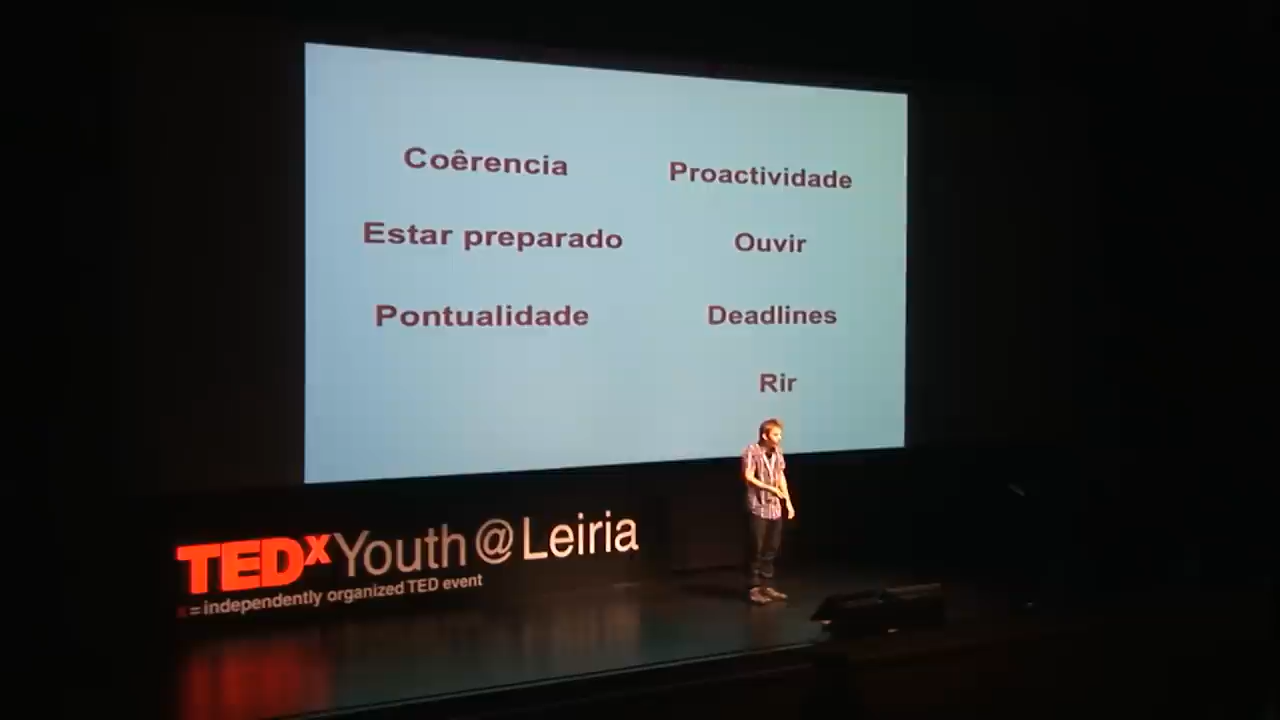 Coêrencia
Estar preparado
Pontualidade
Proactividade
Ouvir
Deadlines
Rir
TEDxYouth@Leiria
x = independently organized TED event